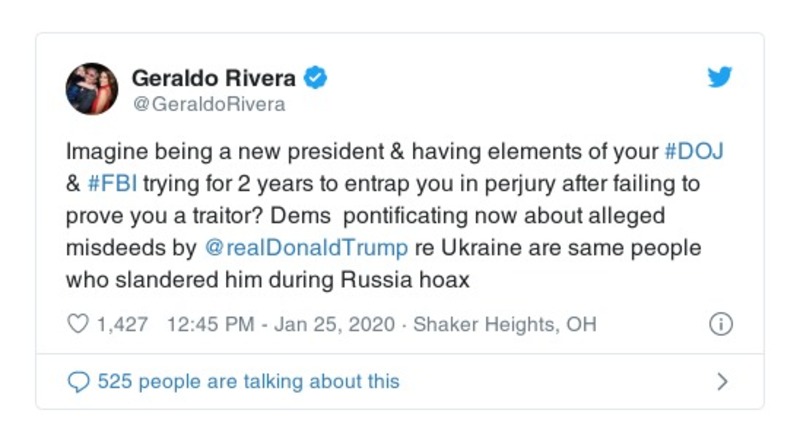 Geraldo Rivera
@GeraldoRivera
Imagine being a new president & having elements of your #DOJ
& #FBI trying for 2 years to entrap you in perjury after failing to
prove you a traitor? Dems  pontificating now about alleged
misdeeds by @realDonaldTrump re Ukraine are same people
who slandered him during Russia hoax
1,427 12:45 PM - Jan 25, 2020 · Shaker Heights, OH
525 people are talking about this